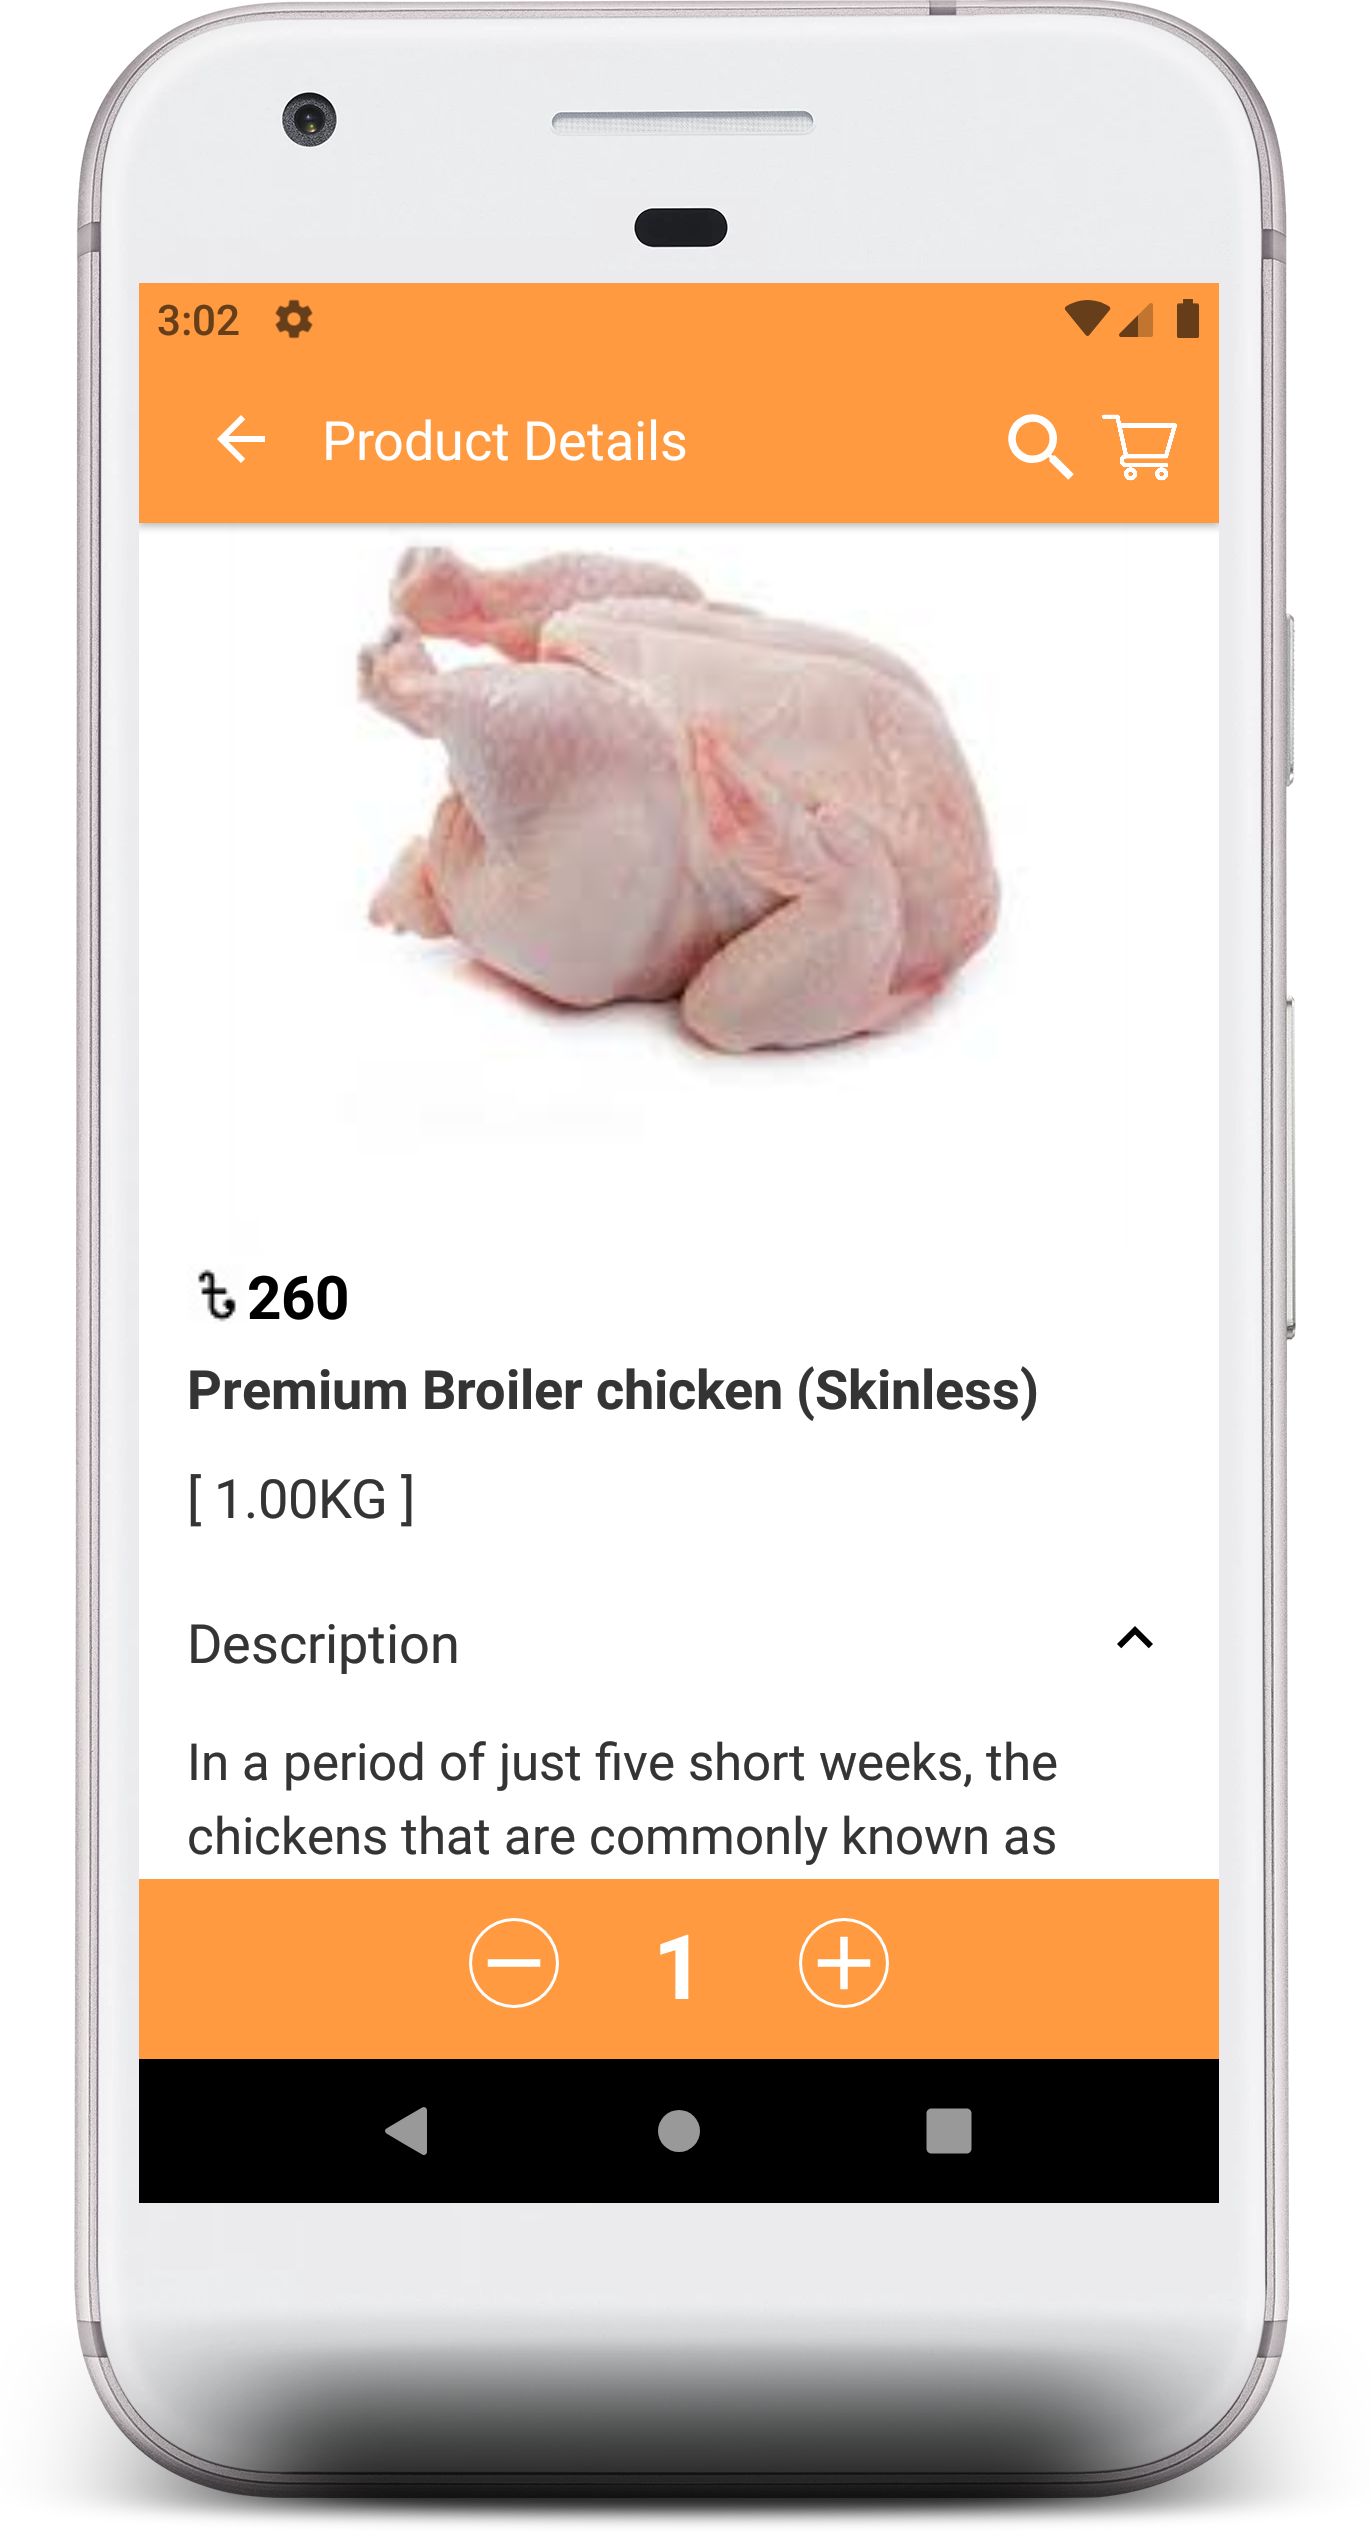 3:02
Product Details
৳ 260
Premium Broiler chicken (Skinless)
[ 1.00KG ]
Description
In a period of just five short weeks, the
chickens that are commonly known as
1